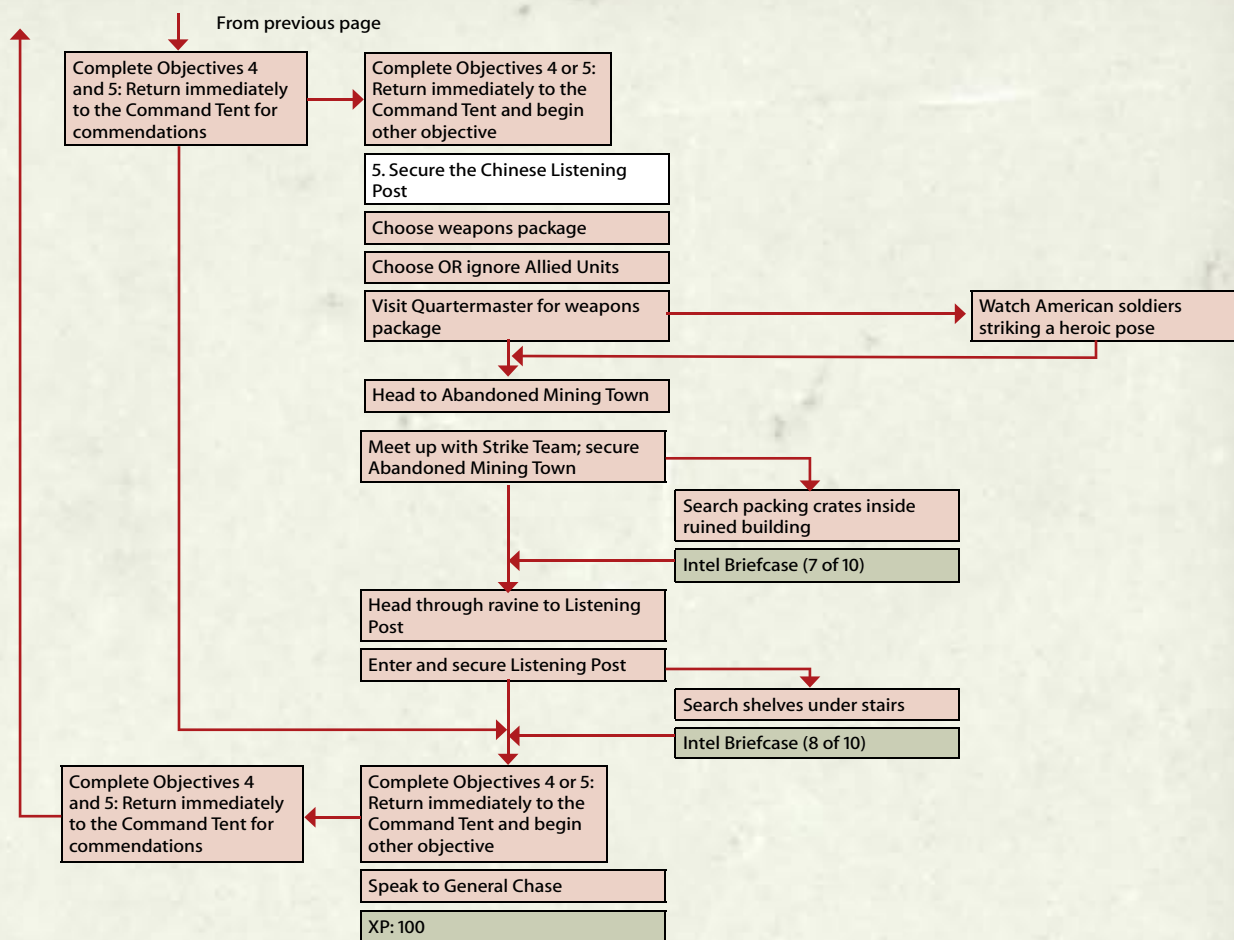 From previous page
Complete Objectives 4
and 5: Return immediately
to the Command Tent for
commendations
Complete Objectives 4 or 5:
Return immediately to the
Command Tent and begin
other objective
5. Secure the Chinese Listening
Post
Choose weapons package
Choose OR ignore Allied Units
Visit Quartermaster for weapons
package
Watch American soldiers
striking a heroic pose
Head to Abandoned Mining Town
Meet up with Strike Team; secure
Abandoned Mining Town
Search packing crates inside
ruined building
Intel Briefcase (7 of 10)
Head through ravine to Listening
Post
Enter and secure Listening Post
Search shelves under stairs
Intel Briefcase (8 of 10)
Complete Objectives 4
and 5: Return immediately
to the Command Tent for
commendations
Complete Objectives 4 or 5:
Return immediately to the
Command Tent and begin
other objective
Speak to General Chase
XP: 100